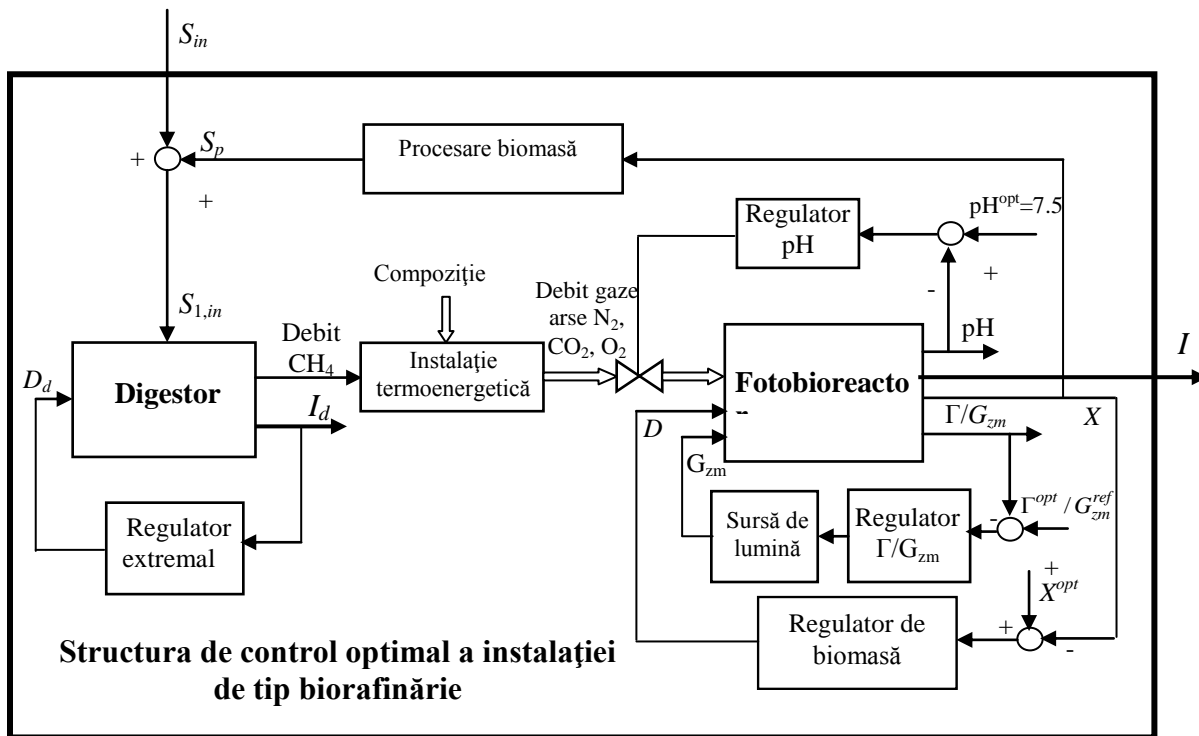 S_in
S_p
Procesare biomasă
+
+
Regulator
pH
pH^opt=7.5
+
-
Compoziţie
Debit gaze
arse N₂,
CO₂, O₂
S_1,in
Debit
CH₄
pH
I
Instalaţie
termoenergetică
Digestor
D_d
I_d
Fotobioreacto
D
G_zm
Γ/G_zm
X
Regulator
extremal
Sursă de
lumină
Regulator
Γ/G_zm
-
Γ^opt / G_zm^ref
+
X^opt
Regulator de
biomasă
+
-
Structura de control optimal a instalaţiei
de tip biorafinărie